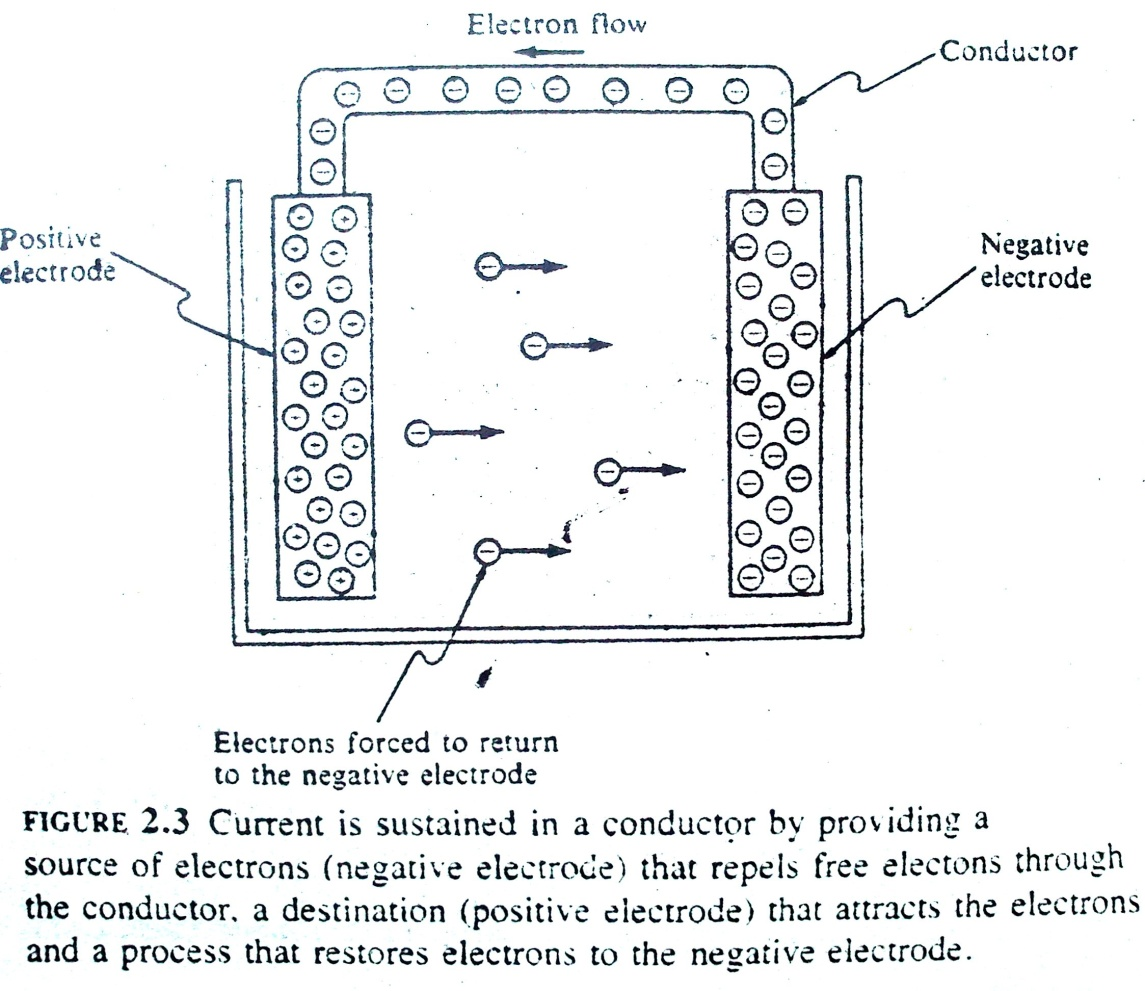 Electron flow
Conductor
Positive
electrode
Negative
electrode
Electrons forced to return
to the negative electrode
FIGURE 2.3 Current is sustained in a conductor by providing a
source of electrons (negative electrode) that repels free electons through
the conductor, a destination (positive electrode) that attracts the electrons
and a process that restores electrons to the negative electrode.